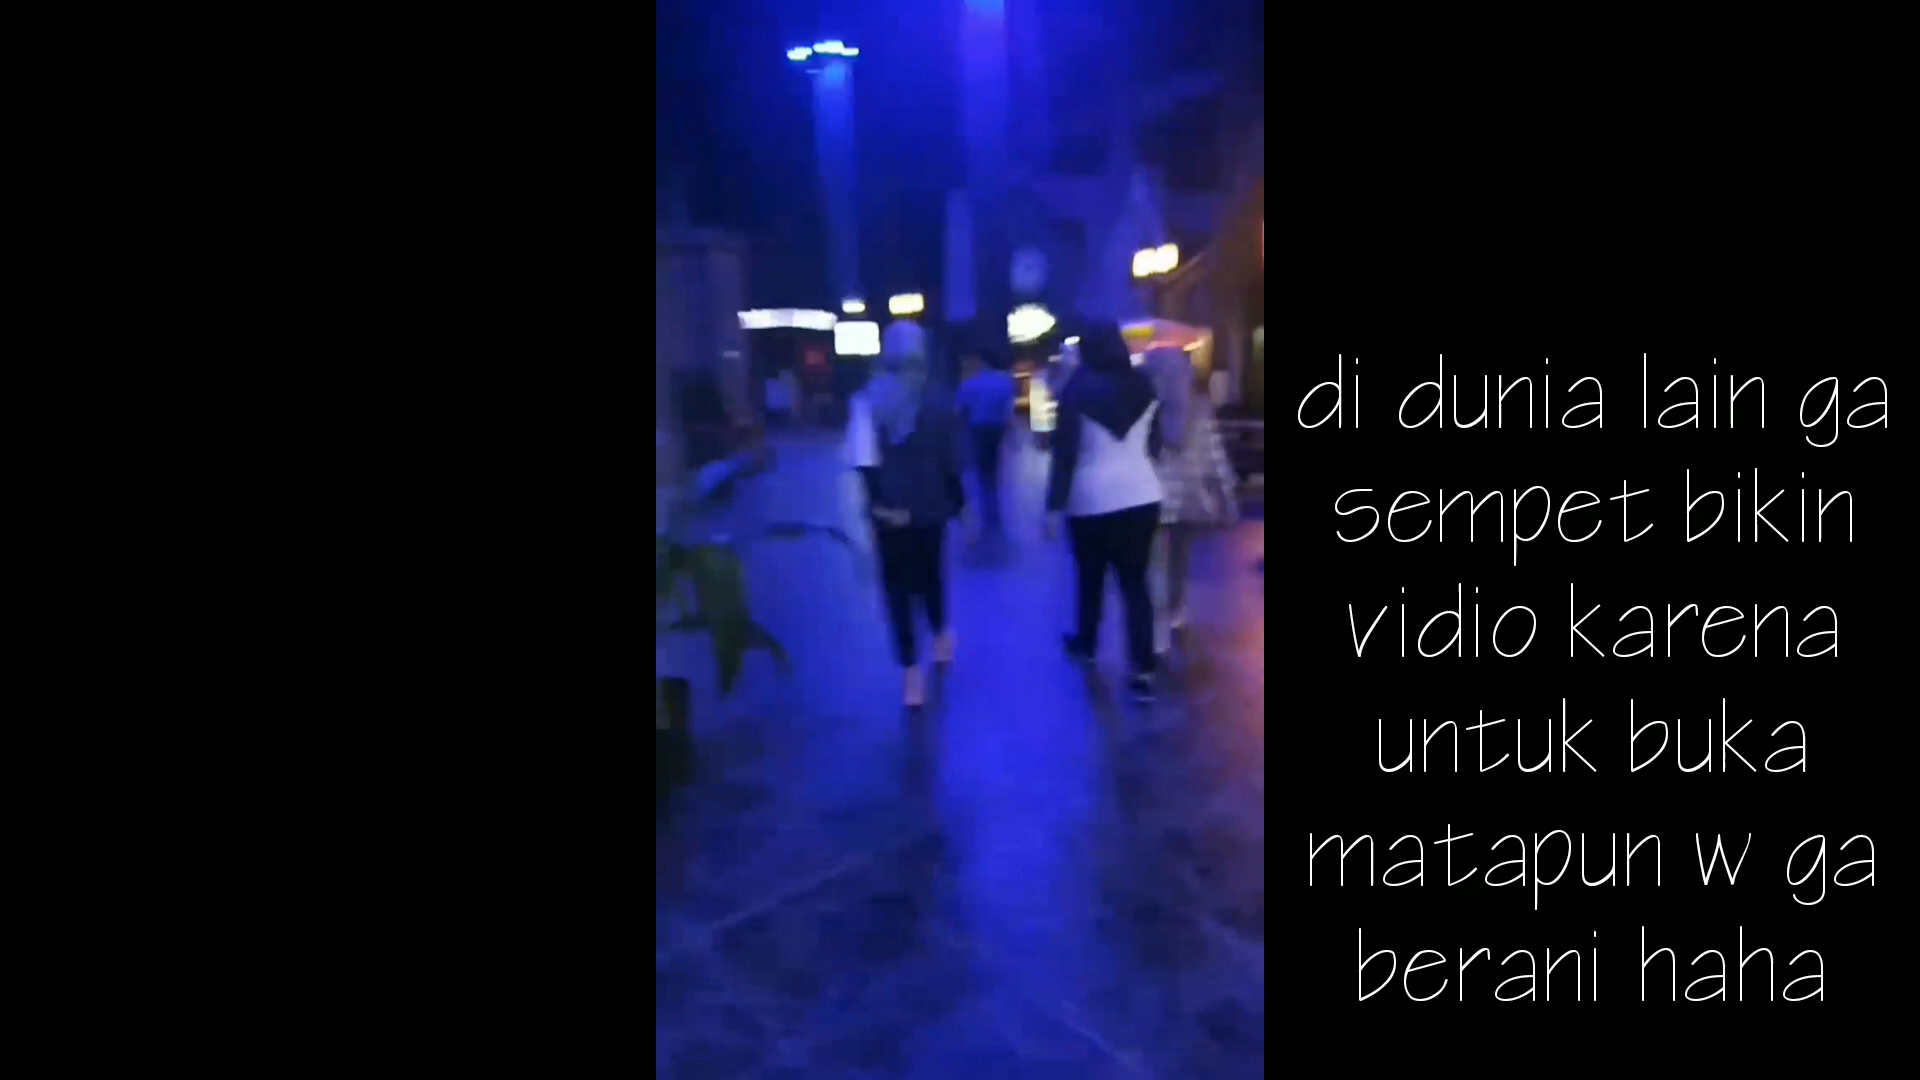 di dunia lain ga
sempet bikin
vidio karena
untuk buka
matapun w ga
berani haha